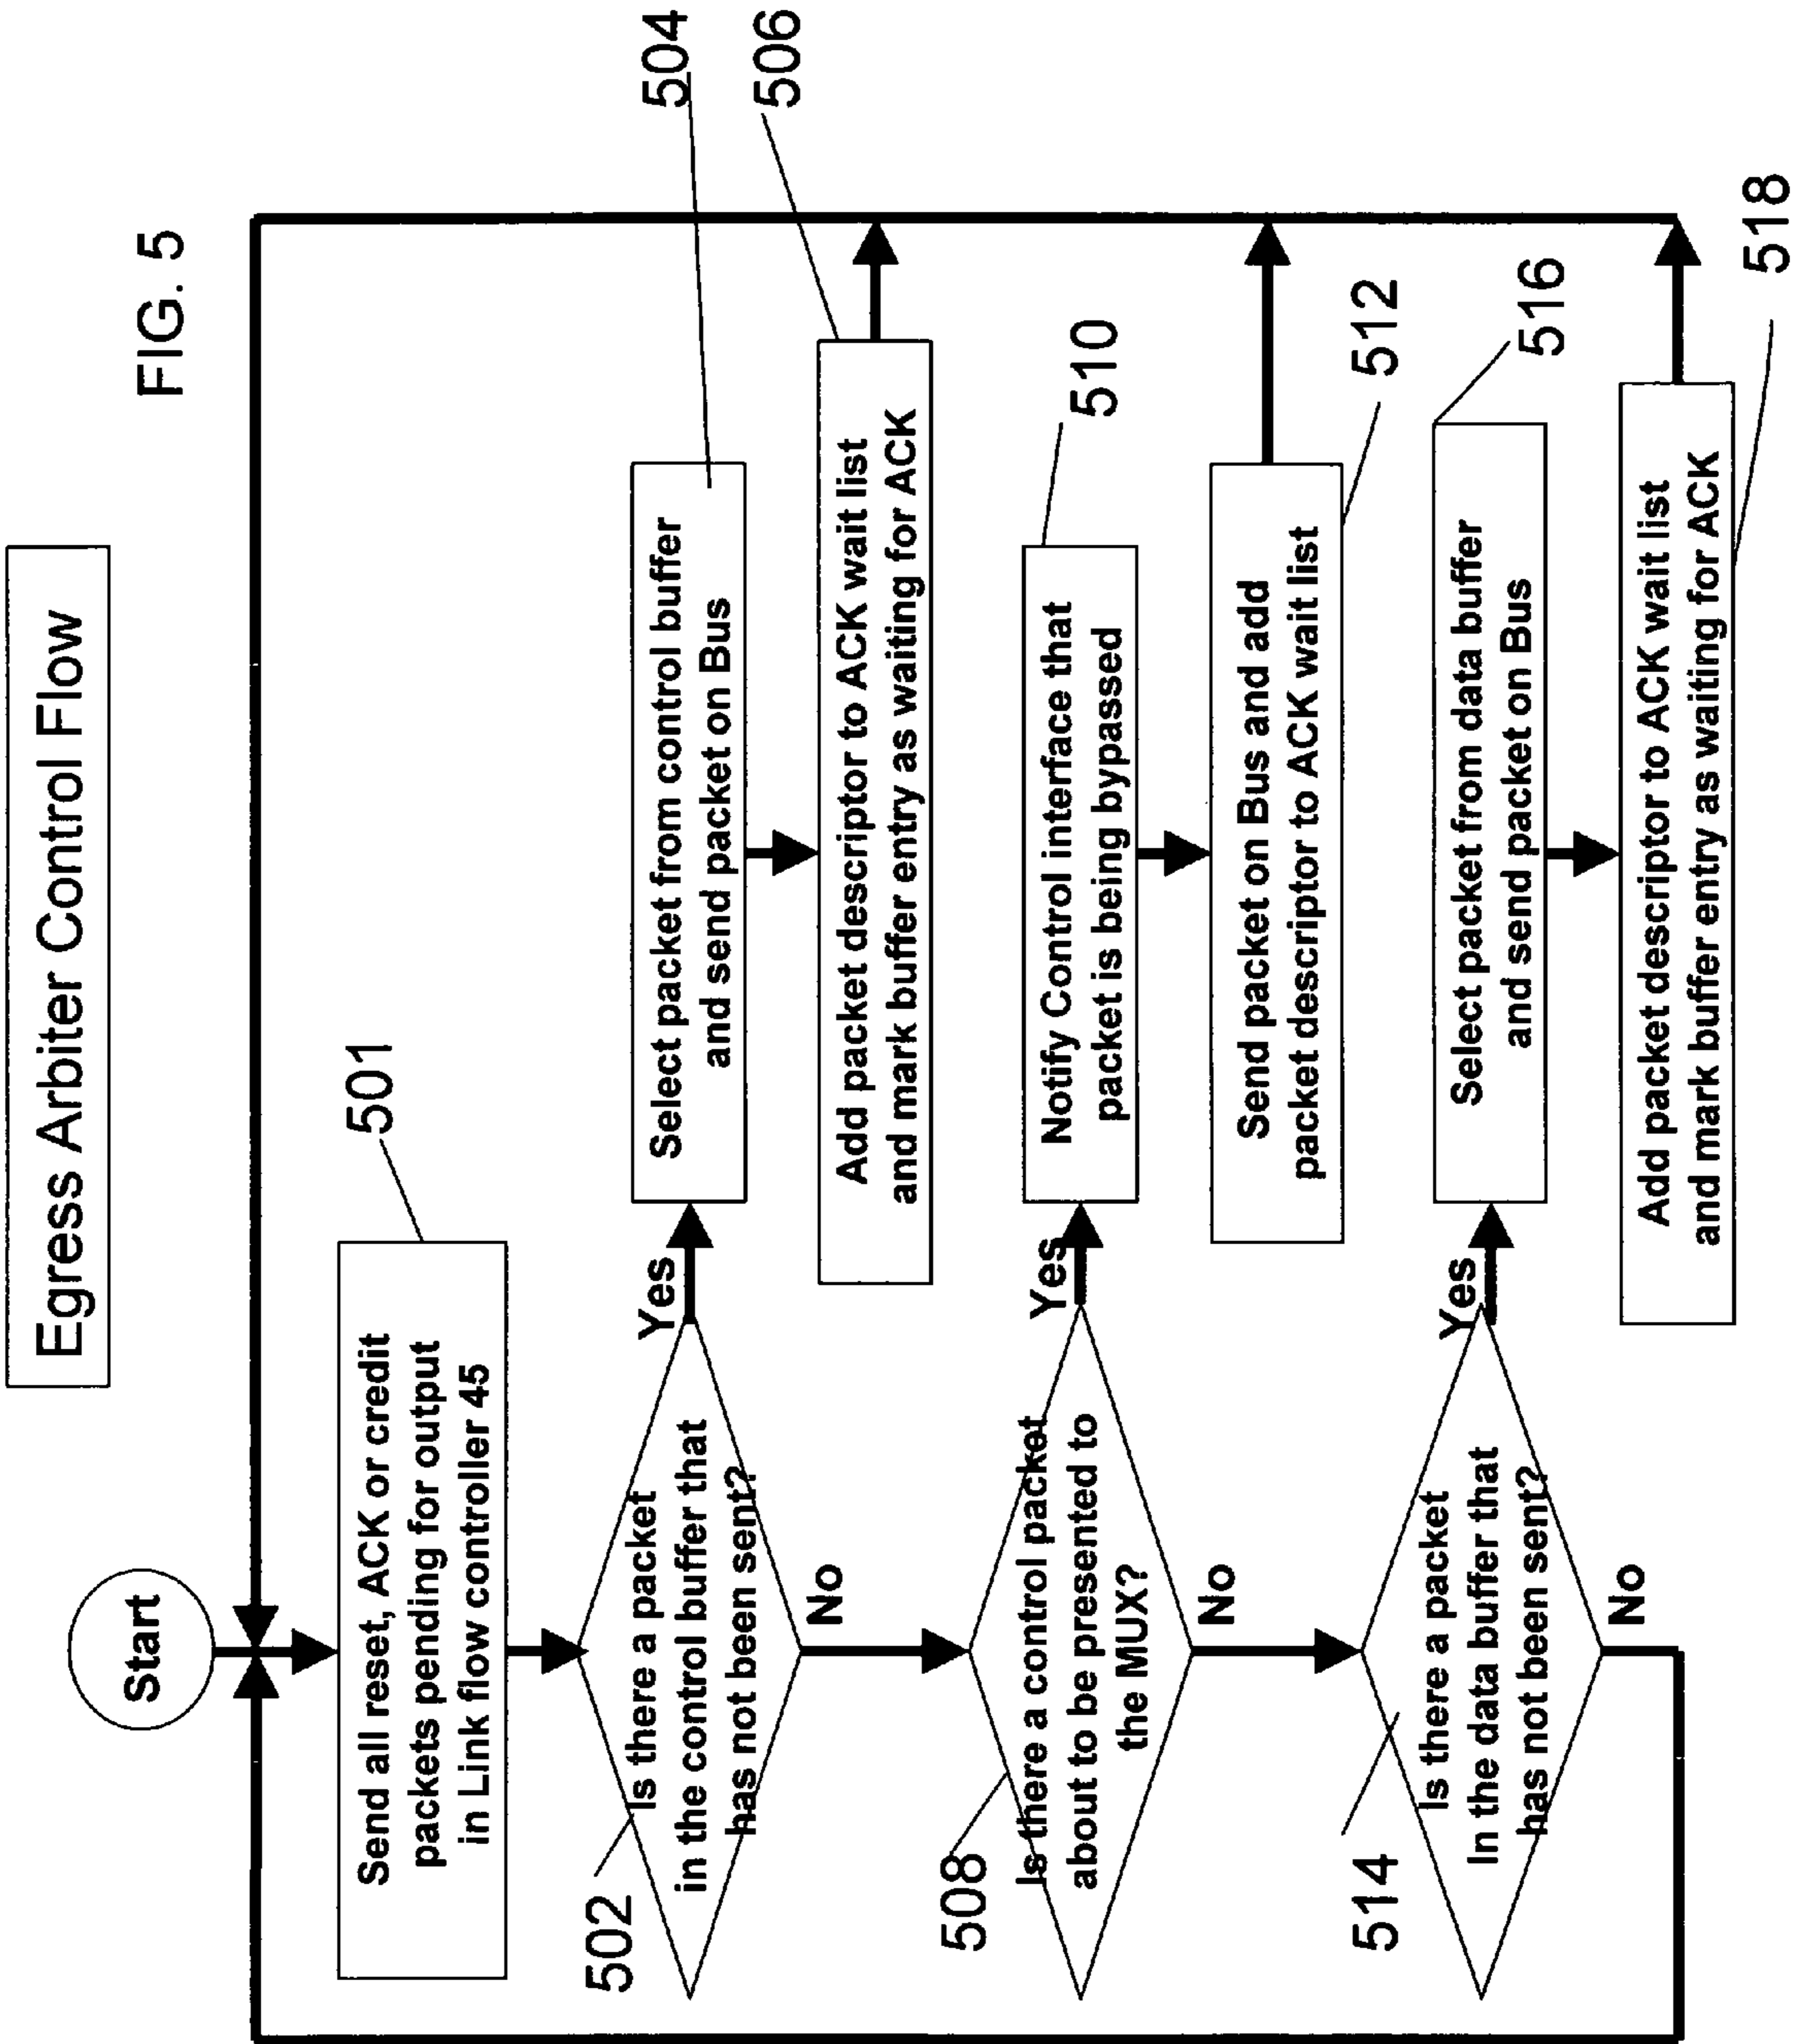 Egress Arbiter Control Flow
FIG. 5
Start
501
Send all reset, ACK or credit
packets pending for output
in Link flow controller 45
502
Is there a packet
in the control buffer that
has not been sent?
Yes
No
504
Select packet from control buffer
and send packet on Bus
506
Add packet descriptor to ACK wait list
and mark buffer entry as waiting for ACK
508
Is there a control packet
about to be presented to
the MUX?
Yes
No
510
Notify Control interface that
packet is being bypassed
512
Send packet on Bus and add
packet descriptor to ACK wait list
514
Is there a packet
In the data buffer that
has not been sent?
Yes
No
516
Select packet from data buffer
and send packet on Bus
518
Add packet descriptor to ACK wait list
and mark buffer entry as waiting for ACK